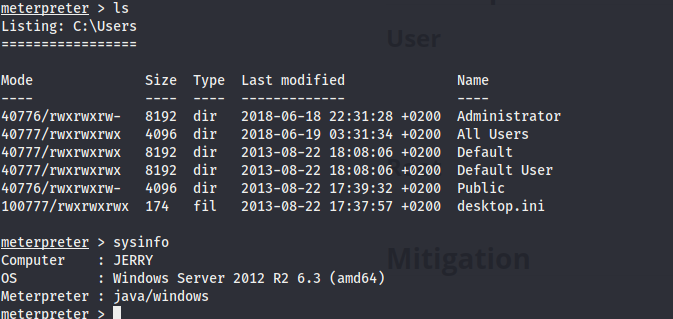 meterpreter > ls
Listing: C:\Users
=================
User
Mode Size Type Last modified Name
---- ---- ---- ------------- ----
40776/rwxrwxrw- 8192 dir 2018-06-18 22:31:28 +0200 Administrator
40777/rwxrwxrwx 4096 dir 2018-06-19 03:31:34 +0200 All Users
40777/rwxrwxrwx 8192 dir 2013-08-22 18:08:06 +0200 Default
40777/rwxrwxrwx 8192 dir 2013-08-22 18:08:06 +0200 Default User
40776/rwxrwxrw- 4096 dir 2013-08-22 17:39:32 +0200 Public
100777/rwxrwxrwx 174 fil 2013-08-22 17:37:57 +0200 desktop.ini
meterpreter > sysinfo
Computer : JERRY
Mitigation
OS : Windows Server 2012 R2 6.3 (amd64)
Meterpreter : java/windows
meterpreter >